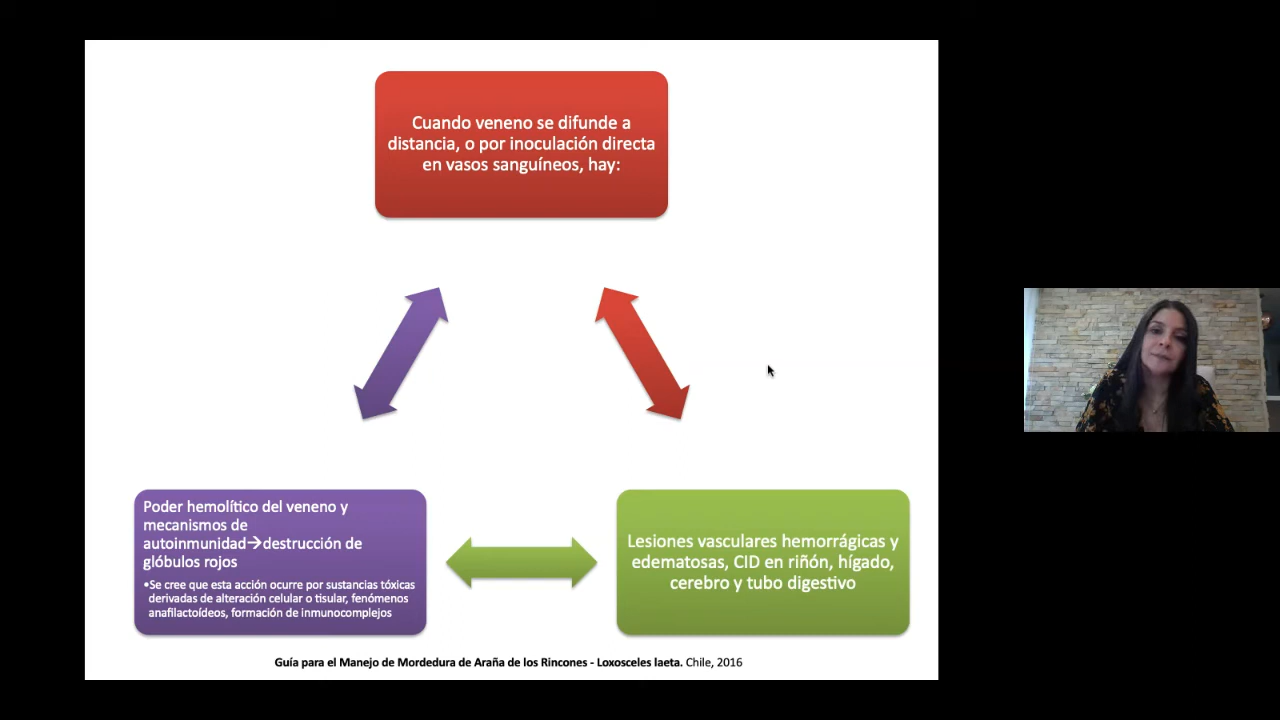 Cuando veneno se difunde a
distancia, o por inoculación directa
en vasos sanguíneos, hay:
Poder hemolítico del veneno y
mecanismos de
autoinmunidad→destrucción de
glóbulos rojos
•Se cree que esta acción ocurre por sustancias tóxicas
derivadas de alteración celular o tisular, fenómenos
anafilactoídeos, formación de inmunocomplejos
Lesiones vasculares hemorrágicas y
edematosas, CID en riñón, hígado,
cerebro y tubo digestivo
Guía para el Manejo de Mordedura de Araña de los Rincones - Loxosceles laeta. Chile, 2016